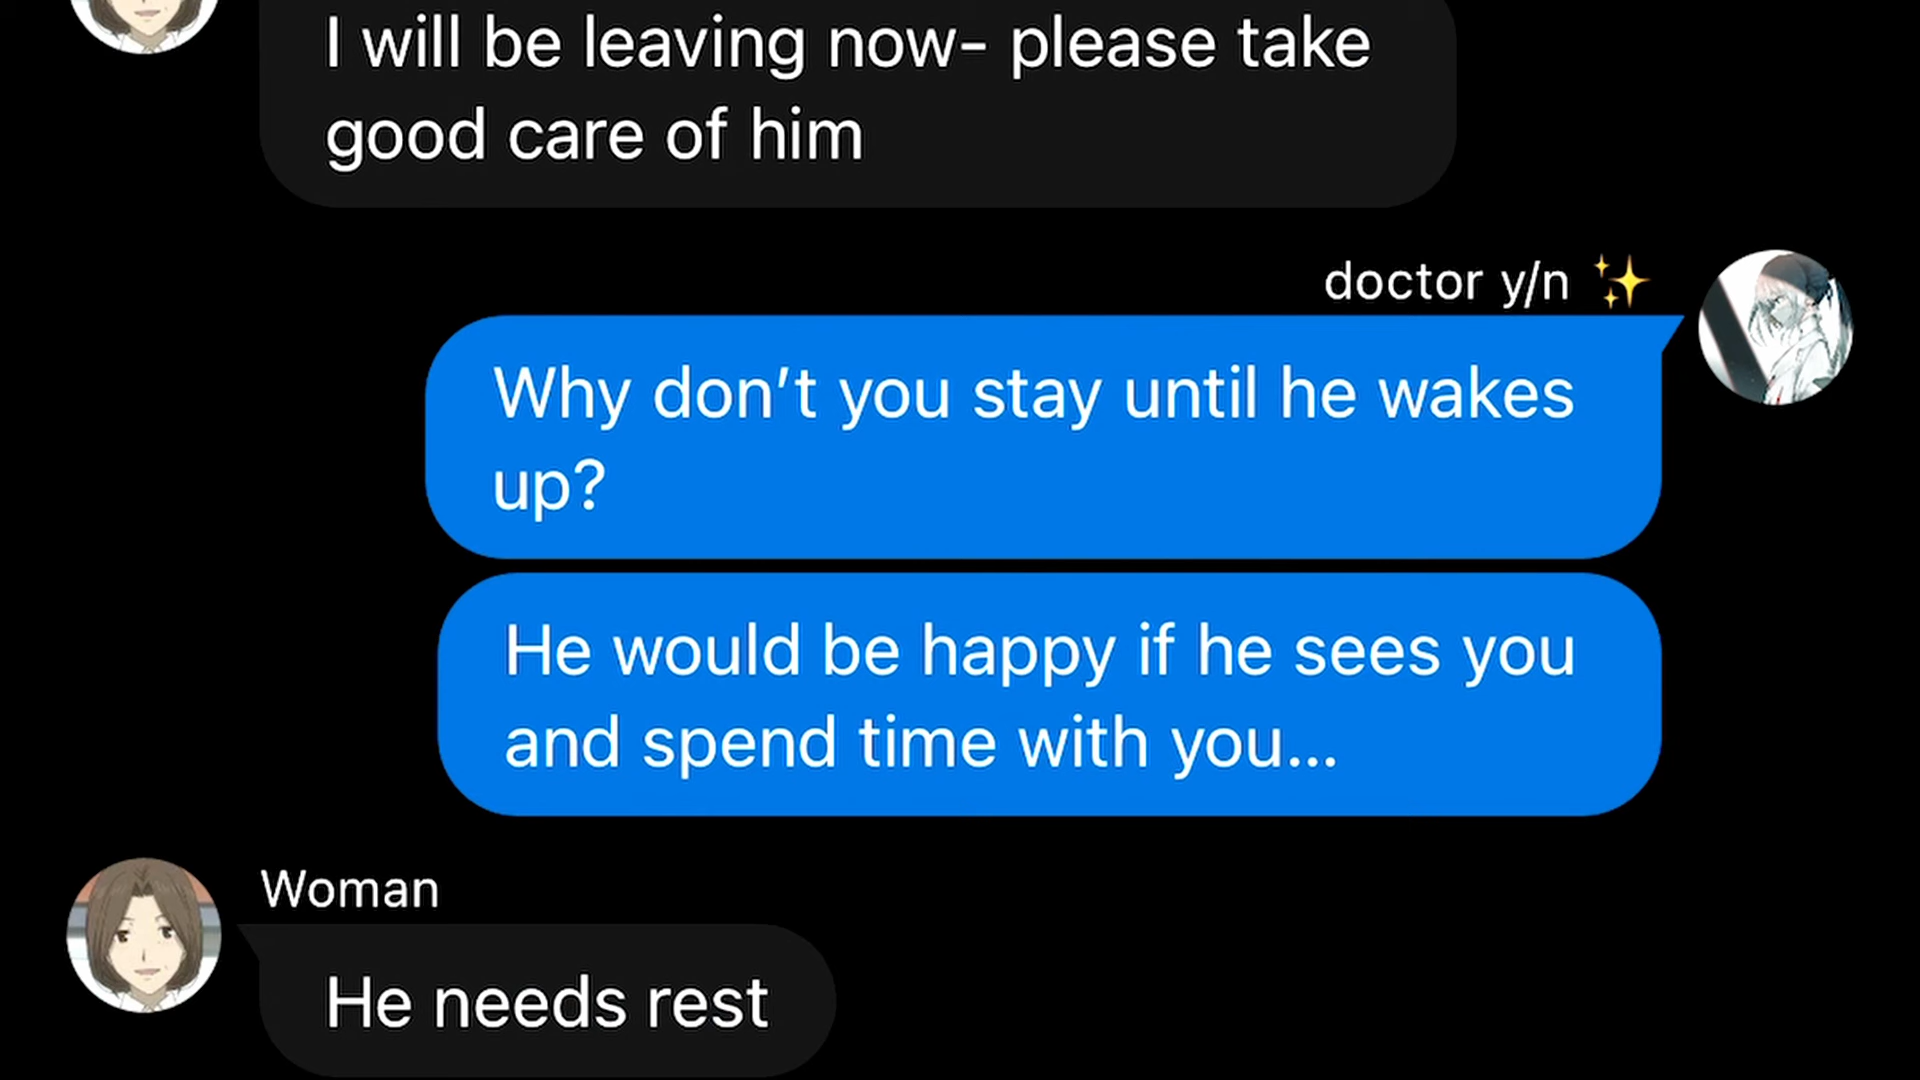 I will be leaving now- please take
good care of him
doctor y/n ✨
Why don’t you stay until he wakes
up?
He would be happy if he sees you
and spend time with you...
Woman
He needs rest